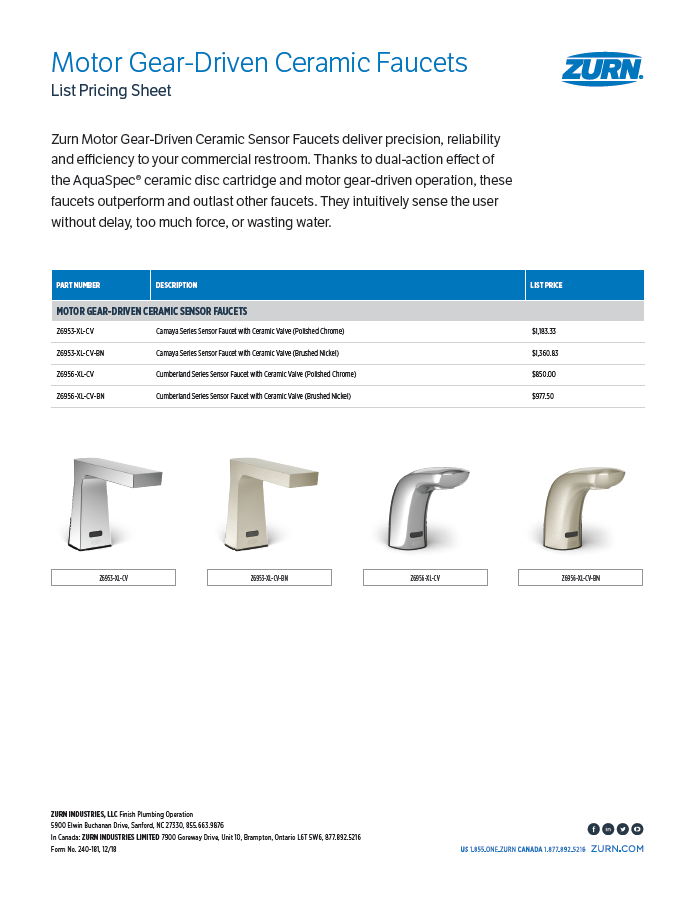 Motor Gear-Driven Ceramic Faucets
List Pricing Sheet
ZURN.
Zurn Motor Gear-Driven Ceramic Sensor Faucets deliver precision, reliability
and efficiency to your commercial restroom. Thanks to dual-action effect of
the AquaSpec® ceramic disc cartridge and motor gear-driven operation, these
faucets outperform and outlast other faucets. They intuitively sense the user
without delay, too much force, or wasting water.
PART NUMBER DESCRIPTION LIST PRICE
MOTOR GEAR-DRIVEN CERAMIC SENSOR FAUCETS
Z6953-XL-CV Camaya Series Sensor Faucet with Ceramic Valve (Polished Chrome) $1,183.33
Z6953-XL-CV-BN Camaya Series Sensor Faucet with Ceramic Valve (Brushed Nickel) $1,360.83
Z6956-XL-CV Cumberland Series Sensor Faucet with Ceramic Valve (Polished Chrome) $850.00
Z6956-XL-CV-BN Cumberland Series Sensor Faucet with Ceramic Valve (Brushed Nickel) $977.50
Z6953-XL-CV Z6953-XL-CV-BN Z6956-XL-CV Z6956-XL-CV-BN
ZURN INDUSTRIES, LLC Finish Plumbing Operation
5900 Elwin Buchanan Drive, Sanford, NC 27330, 855.663.9876
In Canada: ZURN INDUSTRIES LIMITED 7900 Goreway Drive, Unit 10, Brampton, Ontario L6T 5W6, 877.892.5216
Form No. 240-181, 12/18
US 1.855.ONE.ZURN CANADA 1.877.892.5216 ZURN.COM